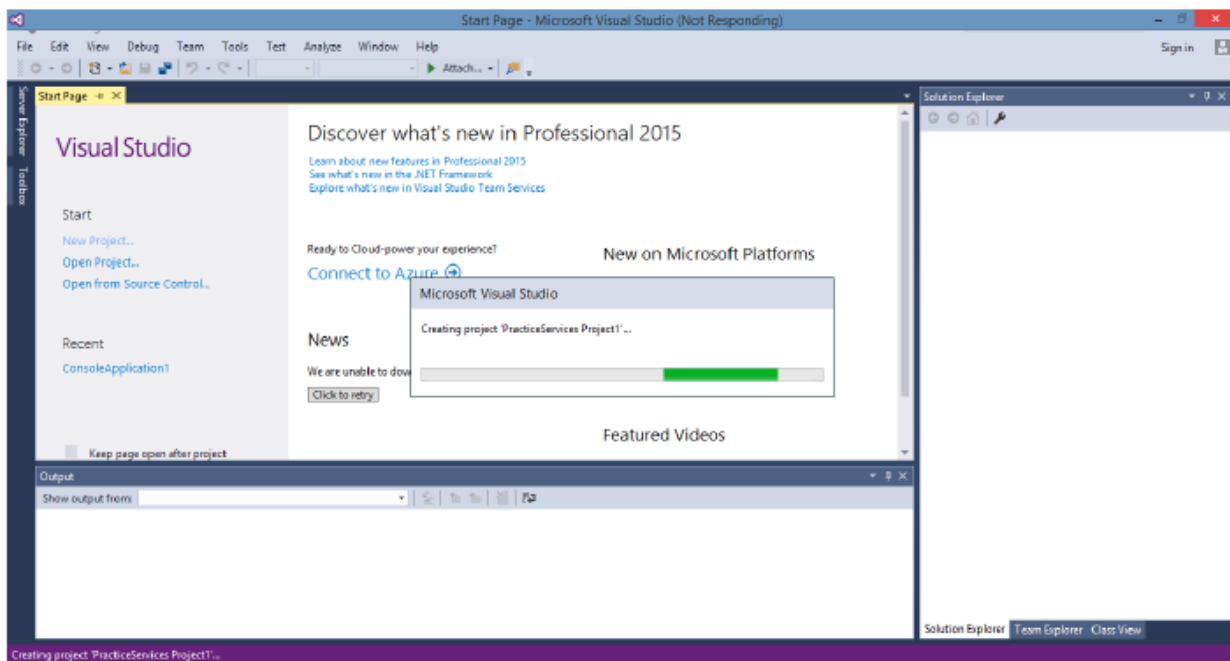 Start Page - Microsoft Visual Studio (Not Responding)
File Edit View Debug Team Tools Test Analyze Window Help
Sign in
Attach...
Server Explorer
Toolbox
Start Page
Visual Studio
Start
New Project...
Open Project...
Open from Source Control...
Recent
ConsoleApplication1
Keep page open after project
Discover what's new in Professional 2015
Learn about new features in Professional 2015
See what's new in the .NET Framework
Explore what's new in Visual Studio Team Services
Ready to Cloud-power your experience?
Connect to Azure
New on Microsoft Platforms
News
We are unable to dow
Click to retry
Featured Videos
Microsoft Visual Studio
Creating project 'PracticeServices Project1'...
Solution Explorer
Output
Show output from:
Solution Explorer Team Explorer Class View
Creating project 'PracticeServices Project1'...